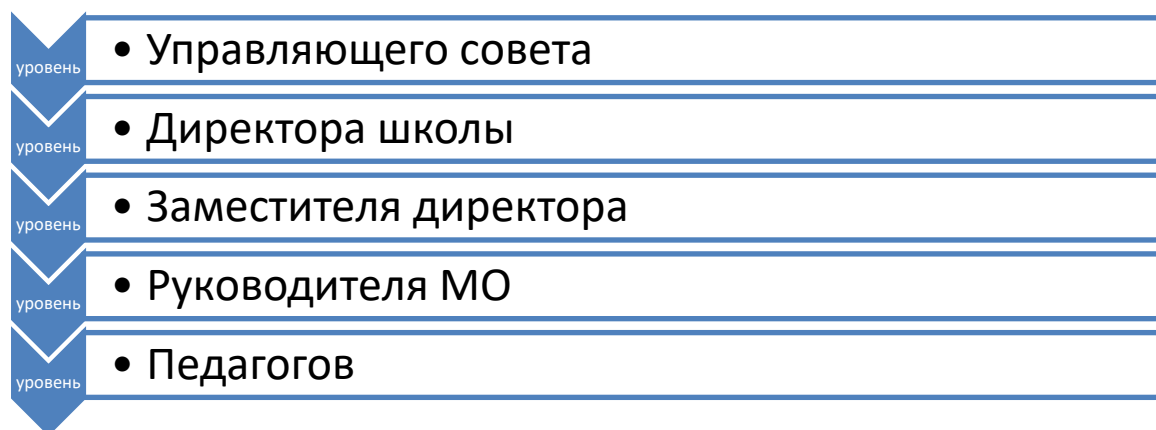 уровень
• Управляющего совета
уровень
• Директора школы
уровень
• Заместителя директора
уровень
• Руководителя МО
уровень
• Педагогов